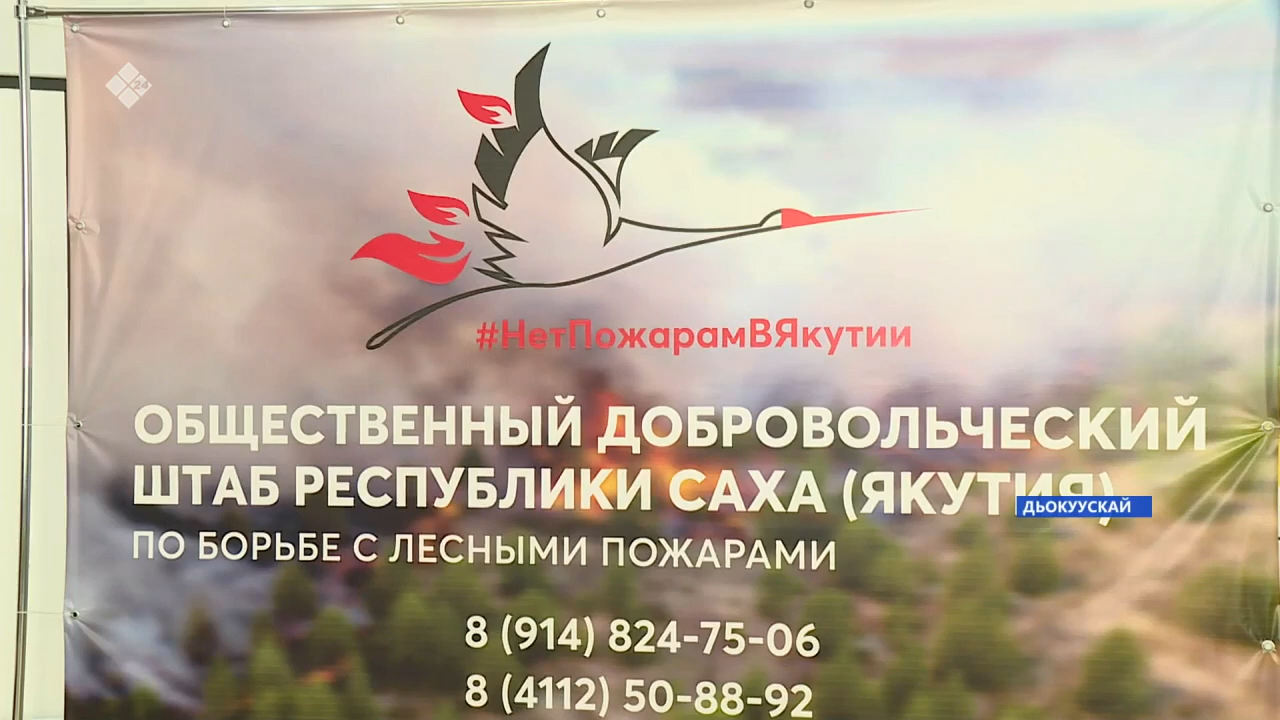 Х24
#НетПожарамВЯкутии
ОБЩЕСТВЕННЫЙ ДОБРОВОЛЬЧЕСКИЙ
ШТАБ РЕСПУБЛИКИ САХА (ЯКУТИЯ)
ДЬОКУУСКАЙ
ПО БОРЬБЕ С ЛЕСНЫМИ ПОЖАРАМИ
8 (914) 824-75-06
8 (4112) 50-88-92